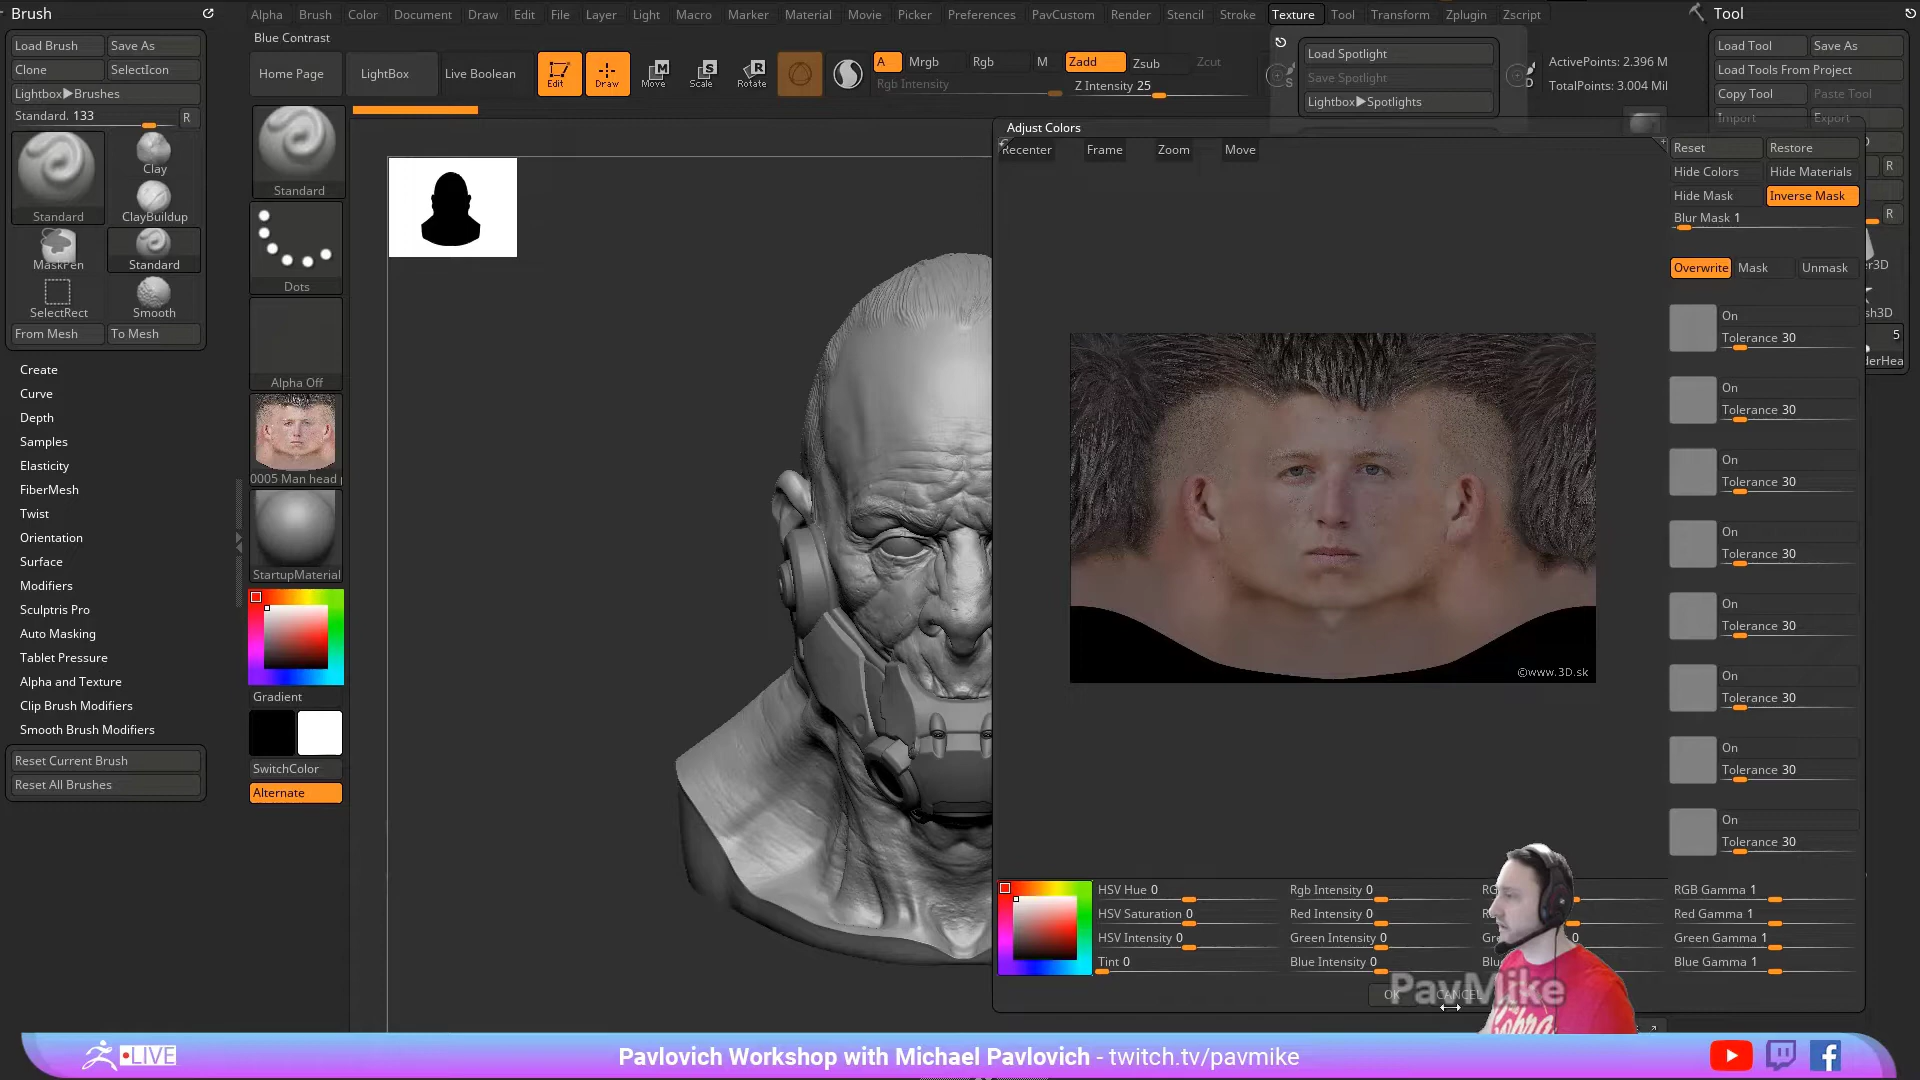 Brush
Load Brush
Save As
Clone
SelectIcon
Lightbox▶Brushes
Standard. 133
R
Standard
Clay
ClayBuildup
MaskPen
Standard
SelectRect
Smooth
From Mesh
To Mesh
Create
Curve
Depth
Samples
Elasticity
FiberMesh
Twist
Orientation
Surface
Modifiers
Sculptris Pro
Auto Masking
Tablet Pressure
Alpha and Texture
Clip Brush Modifiers
Smooth Brush Modifiers
Reset Current Brush
Reset All Brushes
Alpha Brush Color Document Draw Edit File Layer Light Macro Marker Material Movie Picker Preferences PavCustom Render Stencil Stroke Texture Tool Transform Zplugin Zscript
Blue Contrast
Home Page
LightBox
Live Boolean
Edit
Draw
Move
Scale
Rotate
A
Mrgb
Rgb
M
Zadd
Zsub
Zcut
Rgb Intensity
Z Intensity 25
Load Spotlight
Save Spotlight
Lightbox▶Spotlights
S
D
ActivePoints: 2.396 M
TotalPoints: 3.004 Mil
Tool
Load Tool
Save As
Load Tools From Project
Copy Tool
Paste Tool
Import
Export
R
R
5
Standard
Dots
Alpha Off
StartupMaterial
Gradient
SwitchColor
Alternate
Adjust Colors
Recenter
Frame
Zoom
Move
Reset
Restore
Hide Colors
Hide Materials
Hide Mask
Inverse Mask
Blur Mask 1
Overwrite
Mask
Unmask
On
Tolerance 30
On
Tolerance 30
On
Tolerance 30
On
Tolerance 30
On
Tolerance 30
On
Tolerance 30
On
Tolerance 30
On
Tolerance 30
©www.3D.sk
HSV Hue 0
HSV Saturation 0
HSV Intensity 0
Tint 0
Rgb Intensity 0
Red Intensity 0
Green Intensity 0
Blue Intensity 0
RGB Gamma 1
Red Gamma 1
Green Gamma 1
Blue Gamma 1
OK
CANCEL
PavMike
LIVE
Pavlovich Workshop with Michael Pavlovich - twitch.tv/pavmike